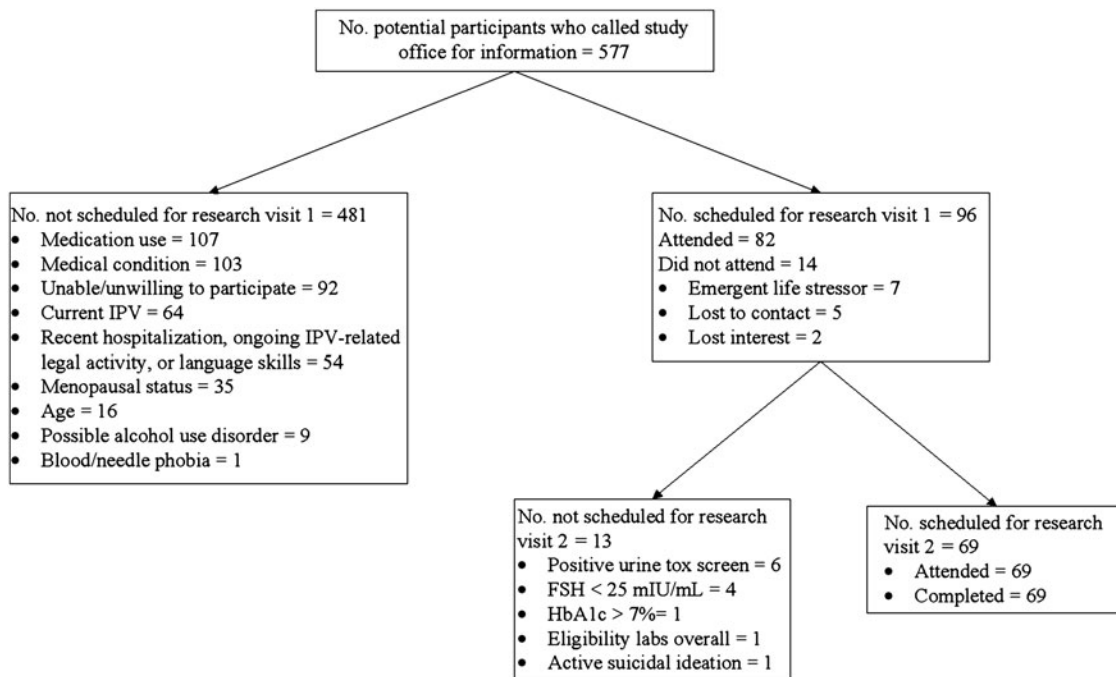 No. potential participants who called study
office for information = 577
No. not scheduled for research visit 1 = 481
• Medication use = 107
• Medical condition = 103
• Unable/unwilling to participate = 92
• Current IPV = 64
• Recent hospitalization, ongoing IPV-related
legal activity, or language skills = 54
• Menopausal status = 35
• Age = 16
• Possible alcohol use disorder = 9
• Blood/needle phobia = 1
No. scheduled for research visit 1 = 96
Attended = 82
Did not attend = 14
• Emergent life stressor = 7
• Lost to contact = 5
• Lost interest = 2
No. not scheduled for research
visit 2 = 13
• Positive urine tox screen = 6
• FSH < 25 mIU/mL = 4
• HbA1c > 7%= 1
• Eligibility labs overall = 1
• Active suicidal ideation = 1
No. scheduled for research
visit 2 = 69
• Attended = 69
• Completed = 69